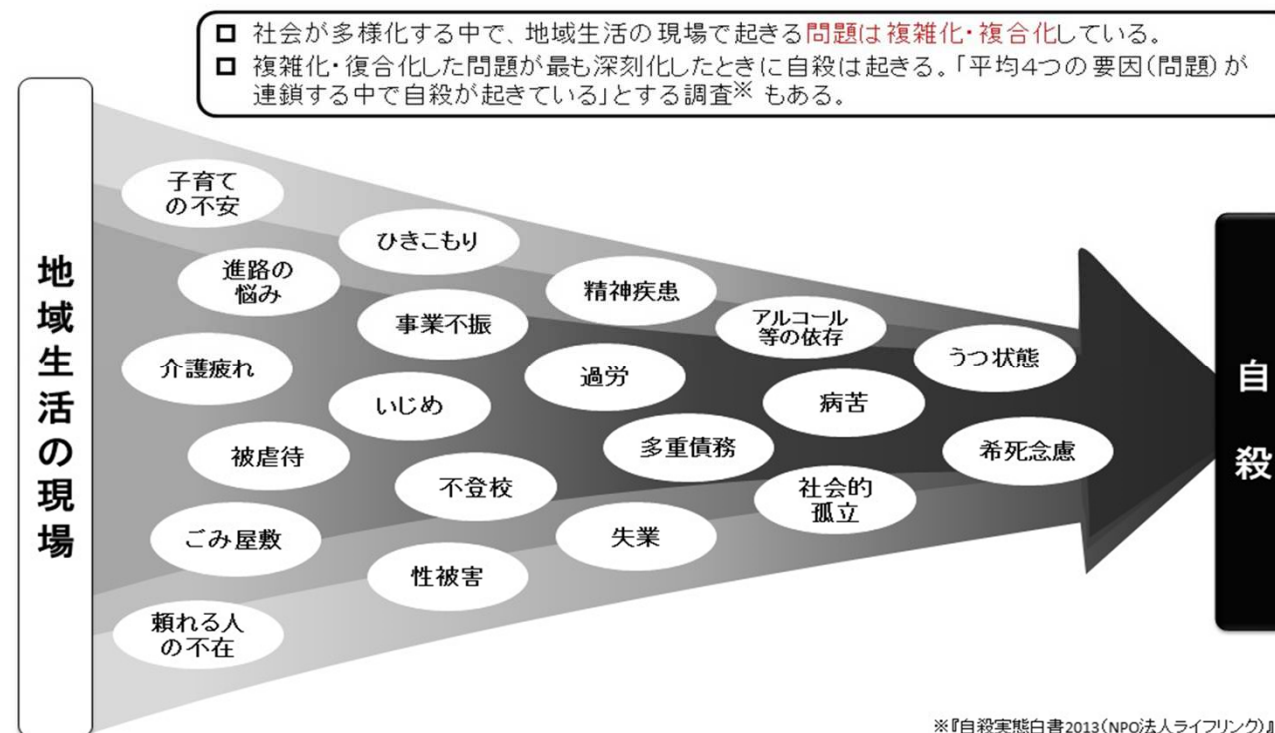 □ 社会が多様化する中で、地域生活の現場で起きる問題は複雑化・複合化している。
□ 複雑化・復合化した問題が最も深刻化したときに自殺は起きる。「平均4つの要因(問題)が
連鎖する中で自殺が起きている」とする調査※ もある。
地域生活の現場
子育て
の不安
ひきこもり
進路の
悩み
精神疾患
事業不振
アルコール
等の依存
うつ状態
介護疲れ
過労
いじめ
病苦
被虐待
多重債務
希死念慮
不登校
社会的
孤立
ごみ屋敷
失業
性被害
頼れる人
の不在
自殺
※『自殺実態白書2013(NPO法人ライフリンク)』